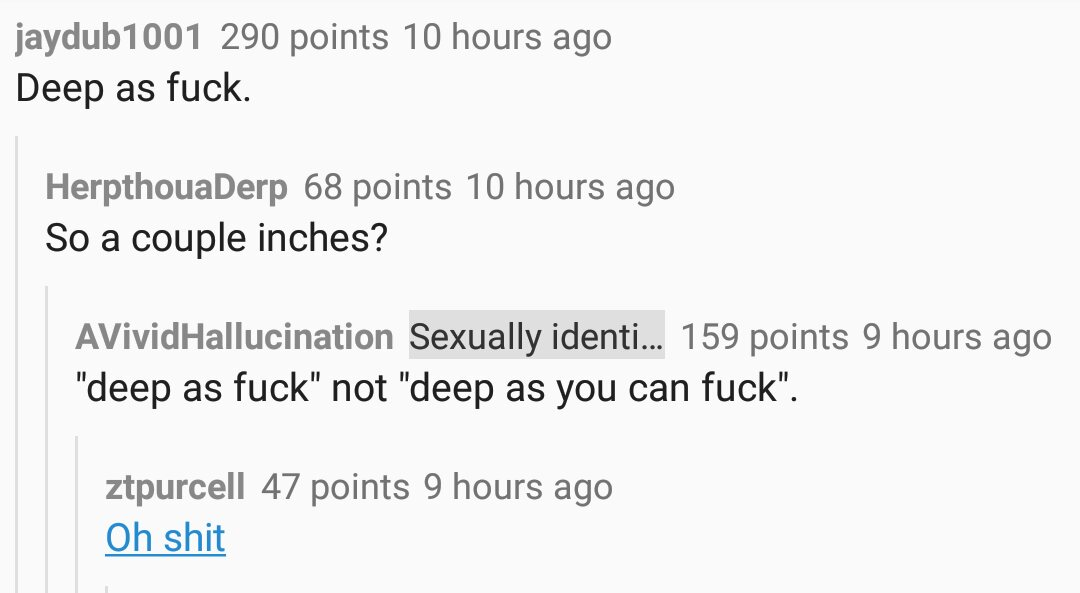 jaydub1001 290 points 10 hours ago
Deep as fuck.
HerpthouaDerp 68 points 10 hours ago
So a couple inches?
AVividHallucination Sexually identi... 159 points 9 hours ago
"deep as fuck" not "deep as you can fuck".
ztpurcell 47 points 9 hours ago
Oh shit